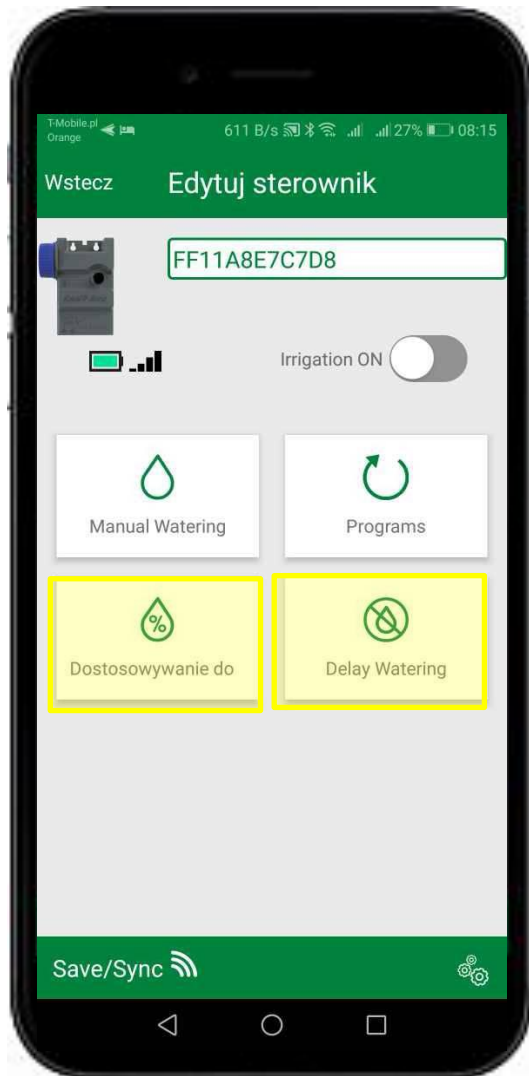 T-Mobile.pl
Orange
611 B/s 27% 08:15
Wstecz Edytuj sterownik
FF11A8E7C7D8
Irrigation ON
Manual Watering Programs
%
Dostosowywanie do Delay Watering
Save/Sync